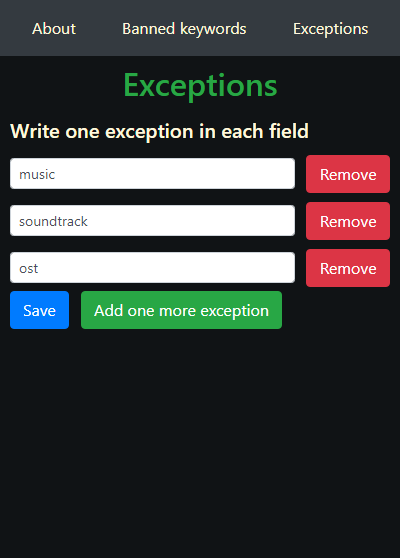 About Banned keywords Exceptions
Exceptions
Write one exception in each field
music Remove
soundtrack Remove
ost Remove
Save Add one more exception